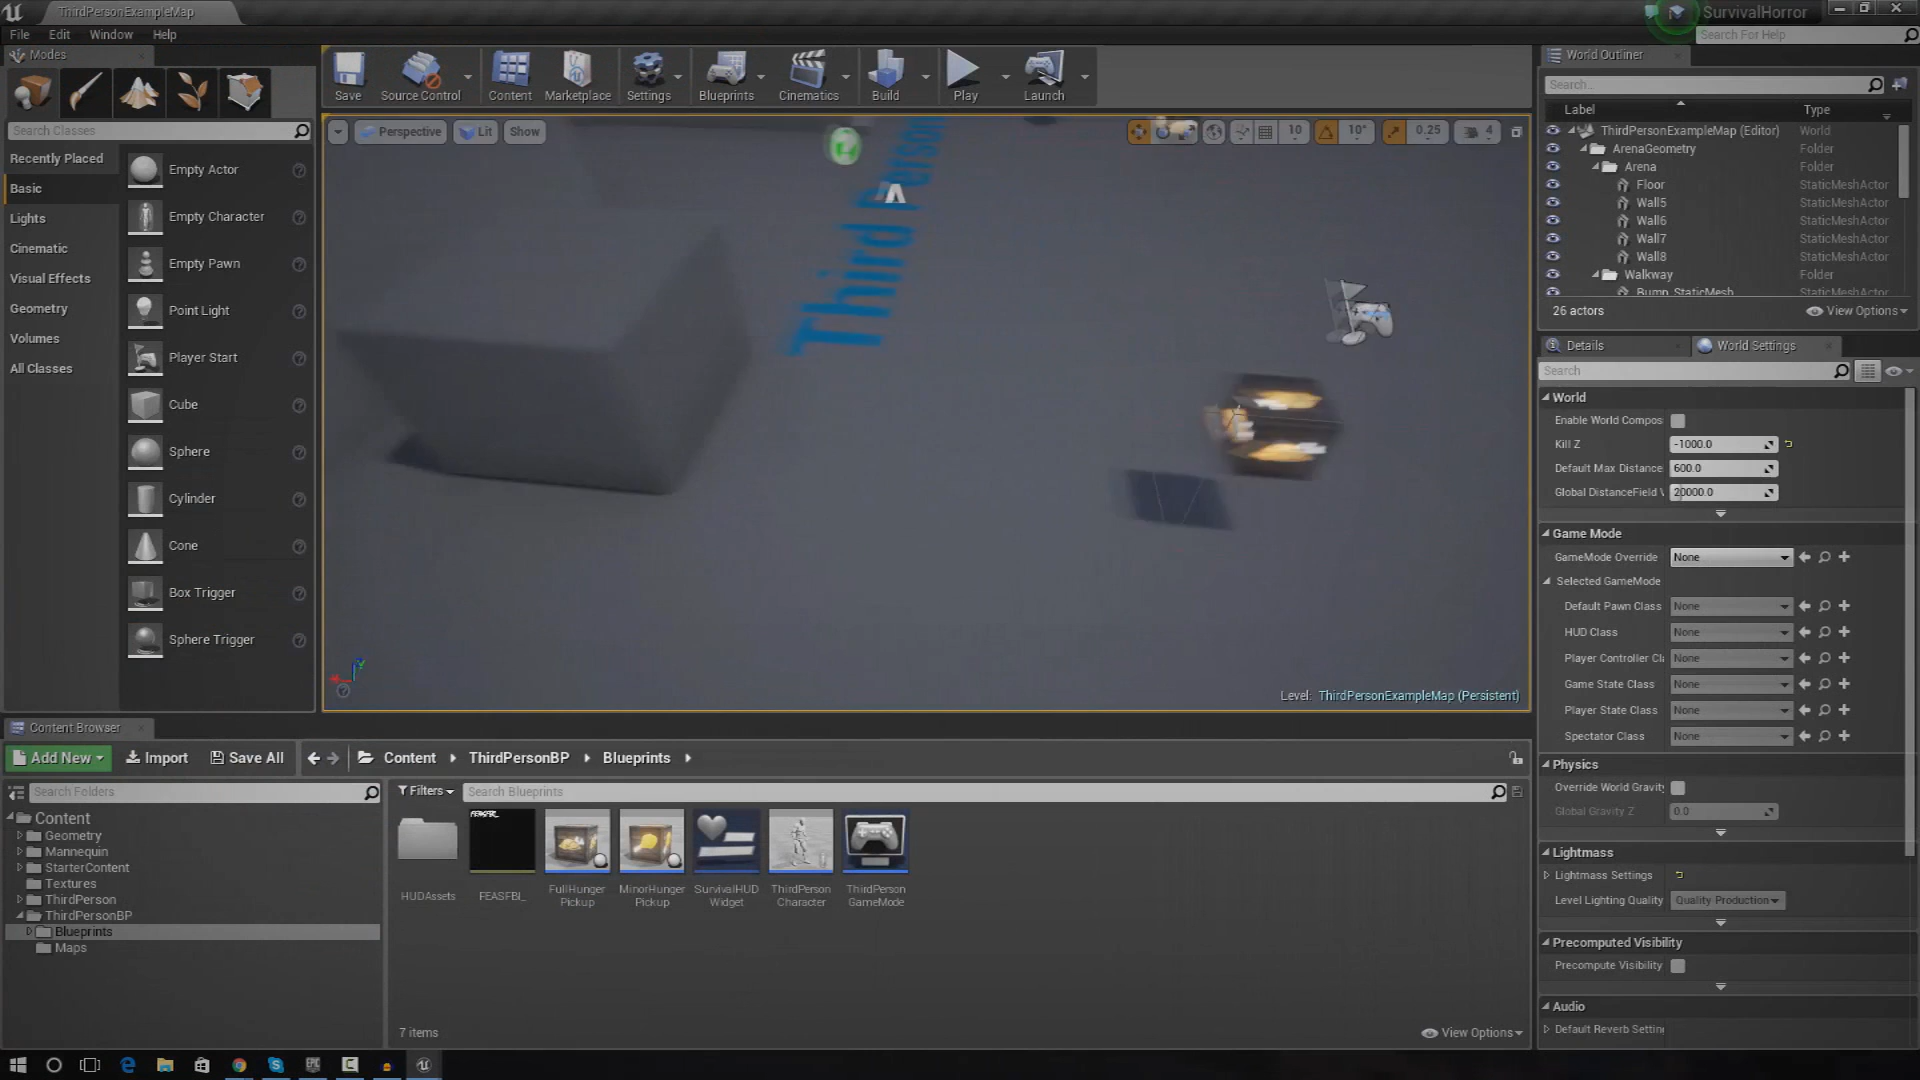 ThirdPersonExampleMap
SurvivalHorror
File Edit Window Help
Search For Help
Modes
Save
Source Control
Content
Marketplace
Settings
Blueprints
Cinematics
Build
Play
Launch
World Outliner
Search...
Label Type
Search Classes
Perspective Lit Show
10 10° 0.25 4
ThirdPersonExampleMap (Editor) World
ArenaGeometry Folder
Arena Folder
Floor StaticMeshActor
Wall5 StaticMeshActor
Wall6 StaticMeshActor
Wall7 StaticMeshActor
Wall8 StaticMeshActor
Walkway Folder
Bump_StaticMesh
26 actors View Options
Recently Placed
Basic
Lights
Cinematic
Visual Effects
Geometry
Volumes
All Classes
Empty Actor
Empty Character
Empty Pawn
Point Light
Player Start
Cube
Sphere
Cylinder
Cone
Box Trigger
Sphere Trigger
Third Person
Level: ThirdPersonExampleMap (Persistent)
Details World Settings
Search
World
Enable World Compos
Kill Z -1000.0
Default Max Distance 600.0
Global DistanceField V 20000.0
Game Mode
GameMode Override None
Selected GameMode
Default Pawn Class None
HUD Class None
Player Controller Cl None
Game State Class None
Player State Class None
Spectator Class None
Physics
Override World Gravity
Global Gravity Z 0.0
Lightmass
Lightmass Settings
Level Lighting Quality Quality Production
Precomputed Visibility
Precompute Visibility
Audio
Default Reverb Settin
Content Browser
Add New Import Save All Content ThirdPersonBP Blueprints
Search Folders
Filters Search Blueprints
Content
Geometry
Mannequin
StarterContent
Textures
ThirdPerson
ThirdPersonBP
Blueprints
Maps
HUDAssets
FEASFBI_
FullHunger
Pickup
MinorHunger
Pickup
SurvivalHUD
Widget
ThirdPerson
Character
ThirdPerson
GameMode
7 items View Options